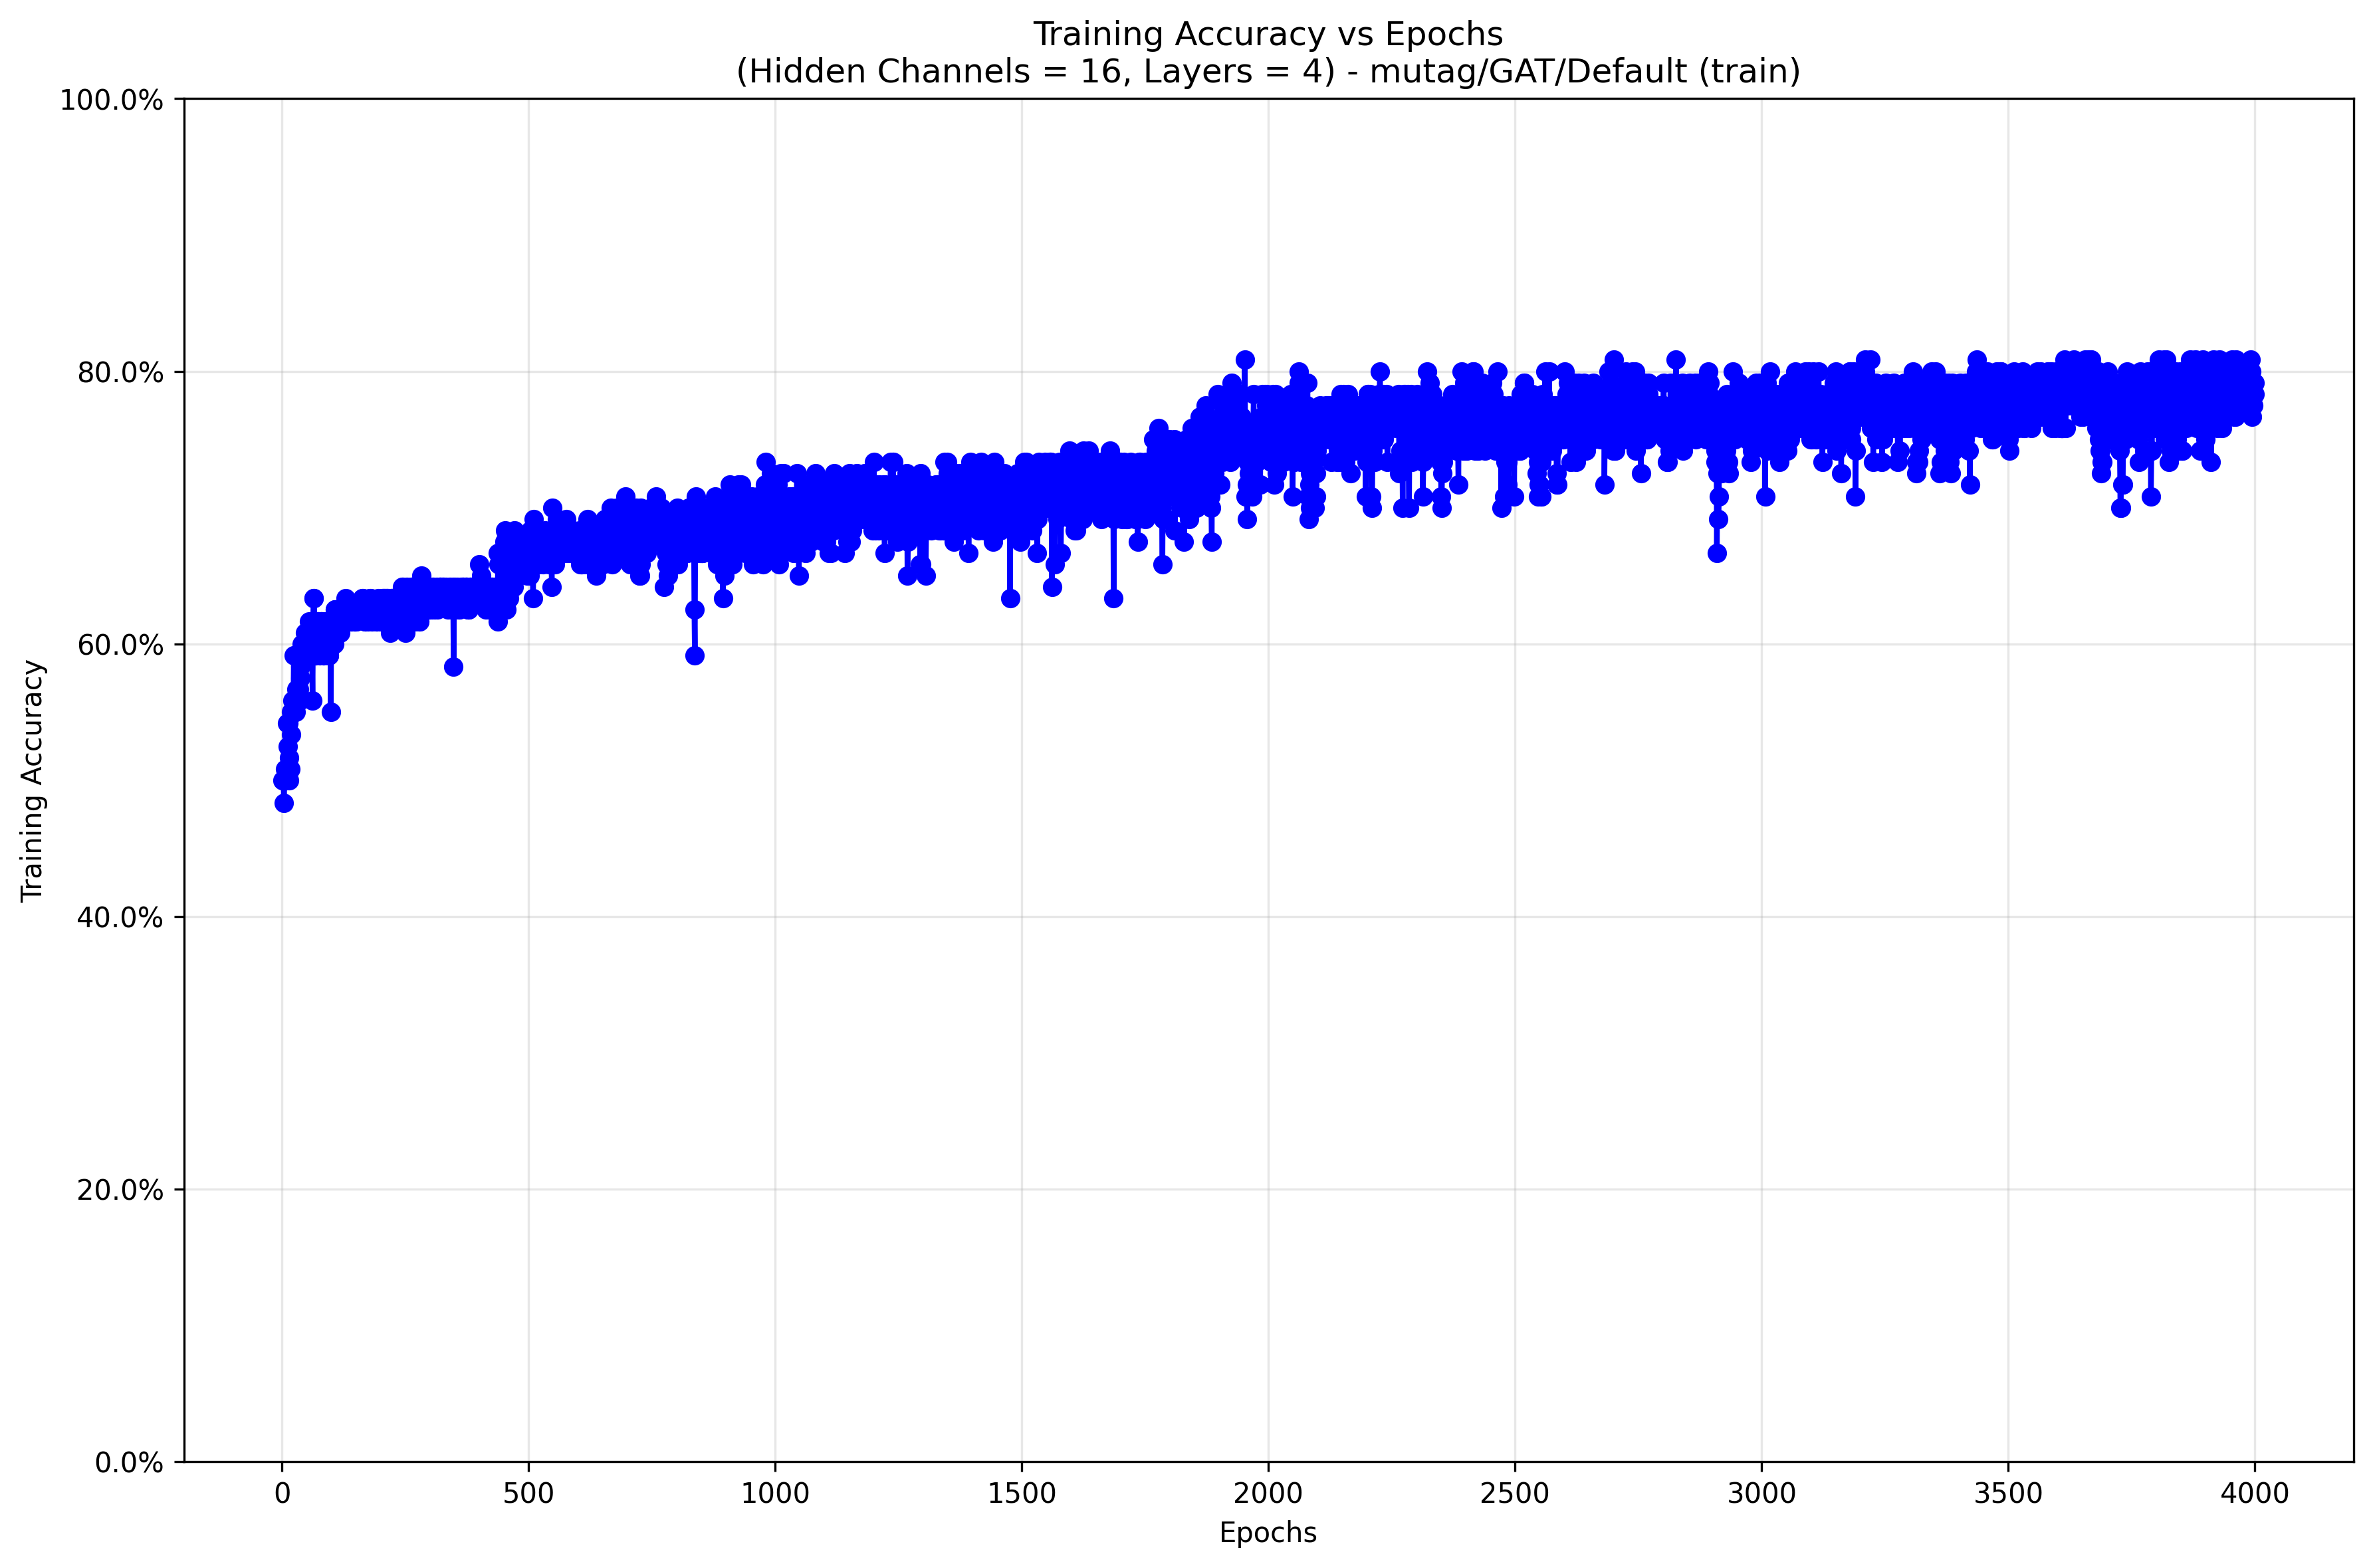 Training Accuracy vs Epochs
(Hidden Channels = 16, Layers = 4) - mutag/GAT/Default (train)
100.0%
80.0%
60.0%
40.0%
20.0%
0.0%
Training Accuracy
0 500 1000 1500 2000 2500 3000 3500 4000
Epochs